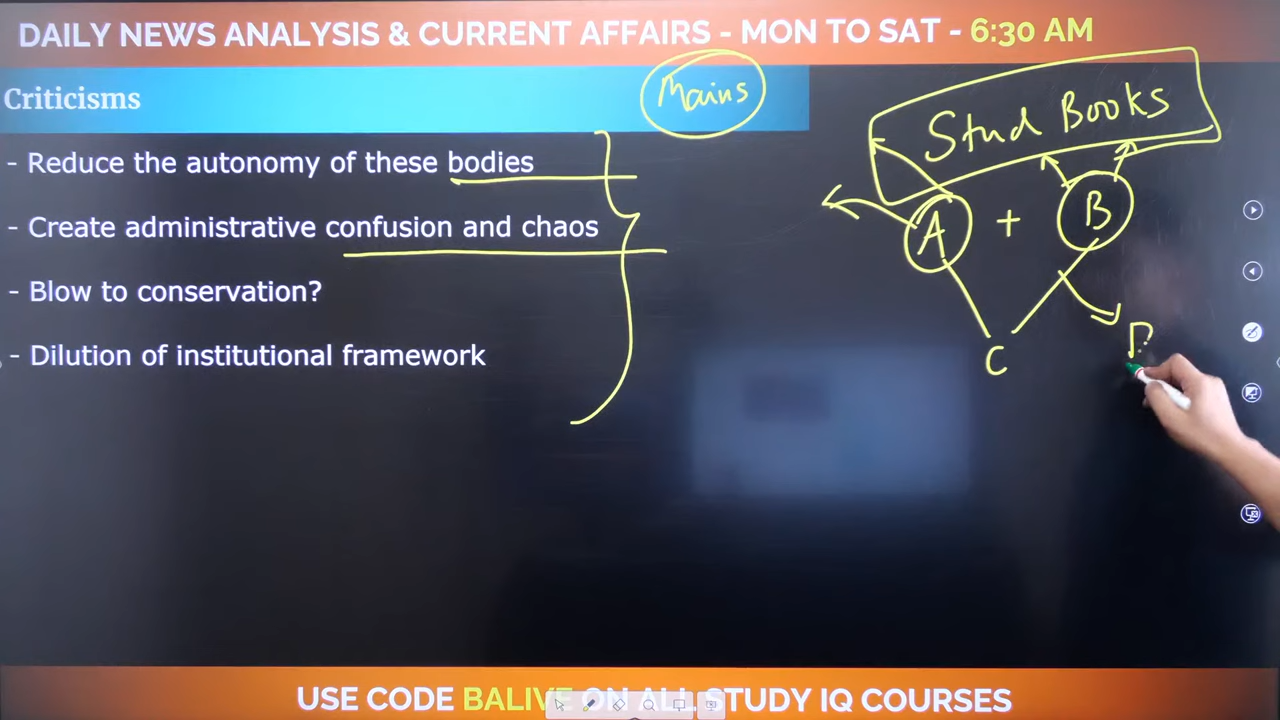 DAILY NEWS ANALYSIS & CURRENT AFFAIRS - MON TO SAT - 6:30 AM
Criticisms
Mains
Stud Books
- Reduce the autonomy of these bodies
- Create administrative confusion and chaos
A + B
- Blow to conservation?
- Dilution of institutional framework
C
USE CODE BALIVE ON ALL STUDY IQ COURSES